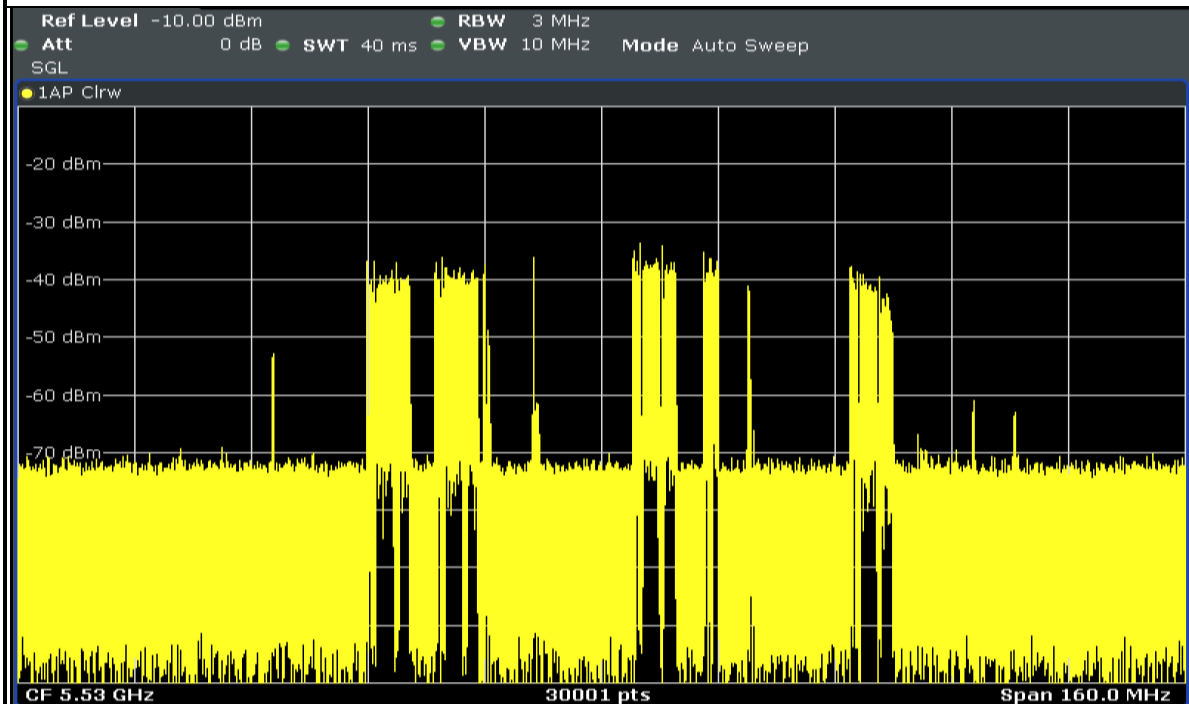 Ref Level -10.00 dBm RBW 3 MHz
Att 0 dB SWT 40 ms VBW 10 MHz Mode Auto Sweep
SGL
1AP Clrw
-20 dBm
-30 dBm
-40 dBm
-50 dBm
-60 dBm
-70 dBm
CF 5.53 GHz 30001 pts Span 160.0 MHz